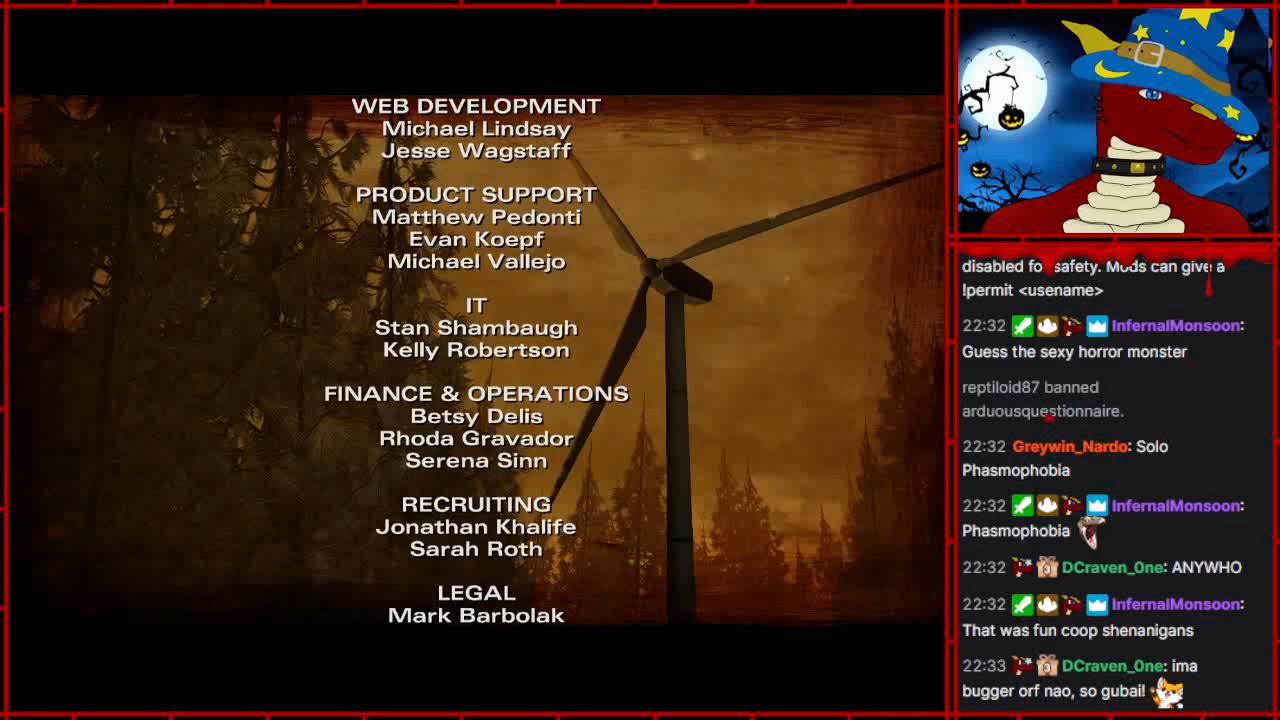 WEB DEVELOPMENT
Michael Lindsay
Jesse Wagstaff
PRODUCT SUPPORT
Matthew Pedonti
Evan Koepf
Michael Vallejo
IT
Stan Shambaugh
Kelly Robertson
FINANCE & OPERATIONS
Betsy Delis
Rhoda Gravador
Serena Sinn
RECRUITING
Jonathan Khalife
Sarah Roth
LEGAL
Mark Barbolak
disabled for safety. Mods can give a
!permit <usename>
22:32 InfernalMonsoon:
Guess the sexy horror monster
reptiloid87 banned
arduousquestionnaire.
22:32 Greywin_Nardo: Solo
Phasmophobia
22:32 InfernalMonsoon:
Phasmophobia
22:32 DCraven_0ne: ANYWHO
22:32 InfernalMonsoon:
That was fun coop shenanigans
22:33 DCraven_0ne: ima
bugger orf nao, so gubai!